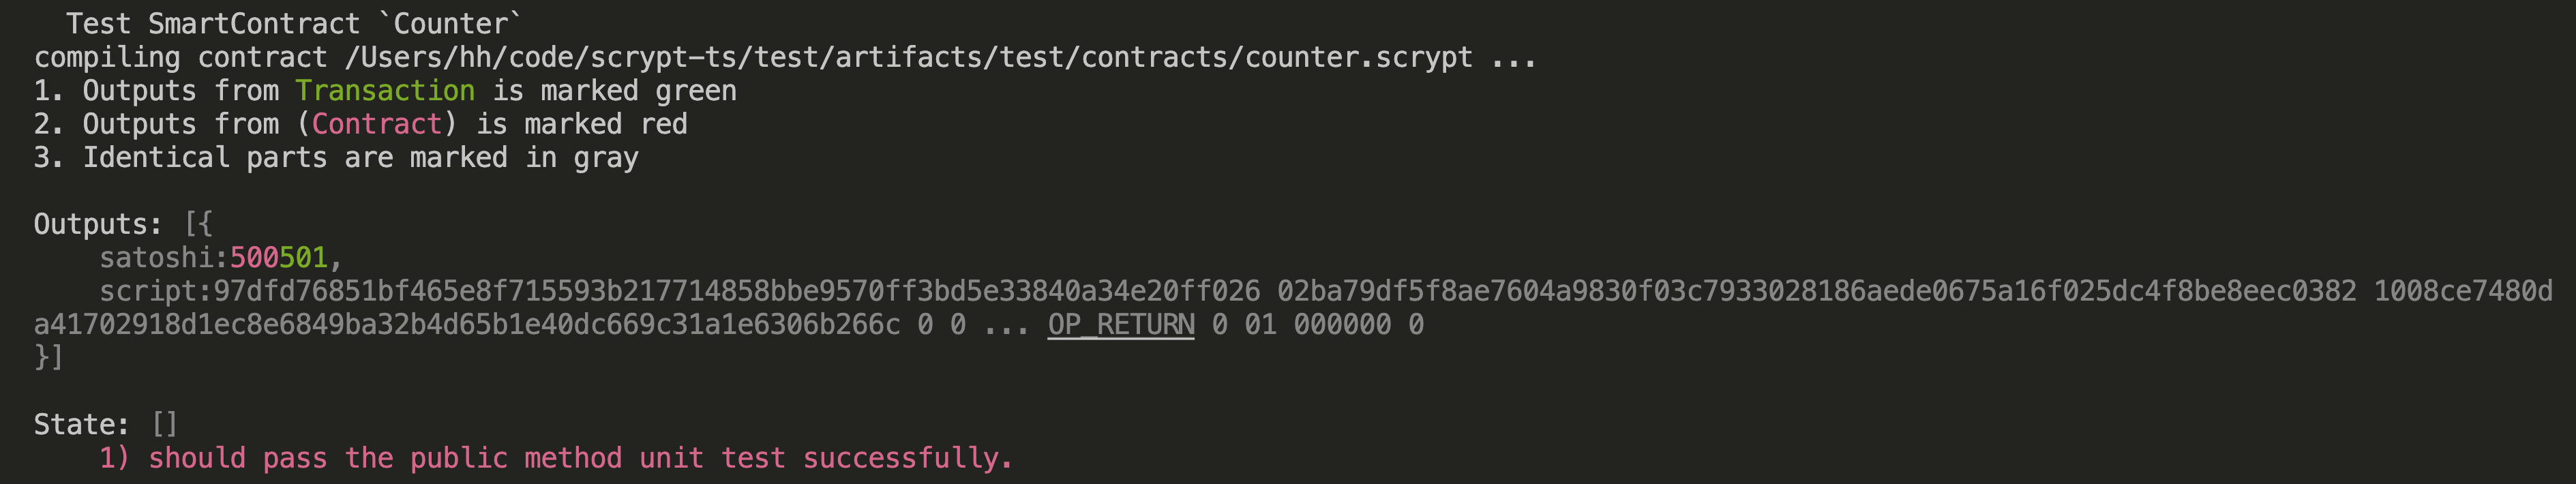 Test SmartContract `Counter`
compiling contract /Users/hh/code/scrypt-ts/test/artifacts/test/contracts/counter.scrypt ...
1. Outputs from Transaction is marked green
2. Outputs from (Contract) is marked red
3. Identical parts are marked in gray
Outputs: [{
satoshi:500501,
script:97dfd76851bf465e8f715593b217714858bbe9570ff3bd5e33840a34e20ff026 02ba79df5f8ae7604a9830f03c7933028186aede0675a16f025dc4f8be8eec0382 1008ce7480d
a41702918d1ec8e6849ba32b4d65b1e40dc669c31a1e6306b266c 0 0 ... OP_RETURN 0 01 000000 0
}]
State: []
1) should pass the public method unit test successfully.